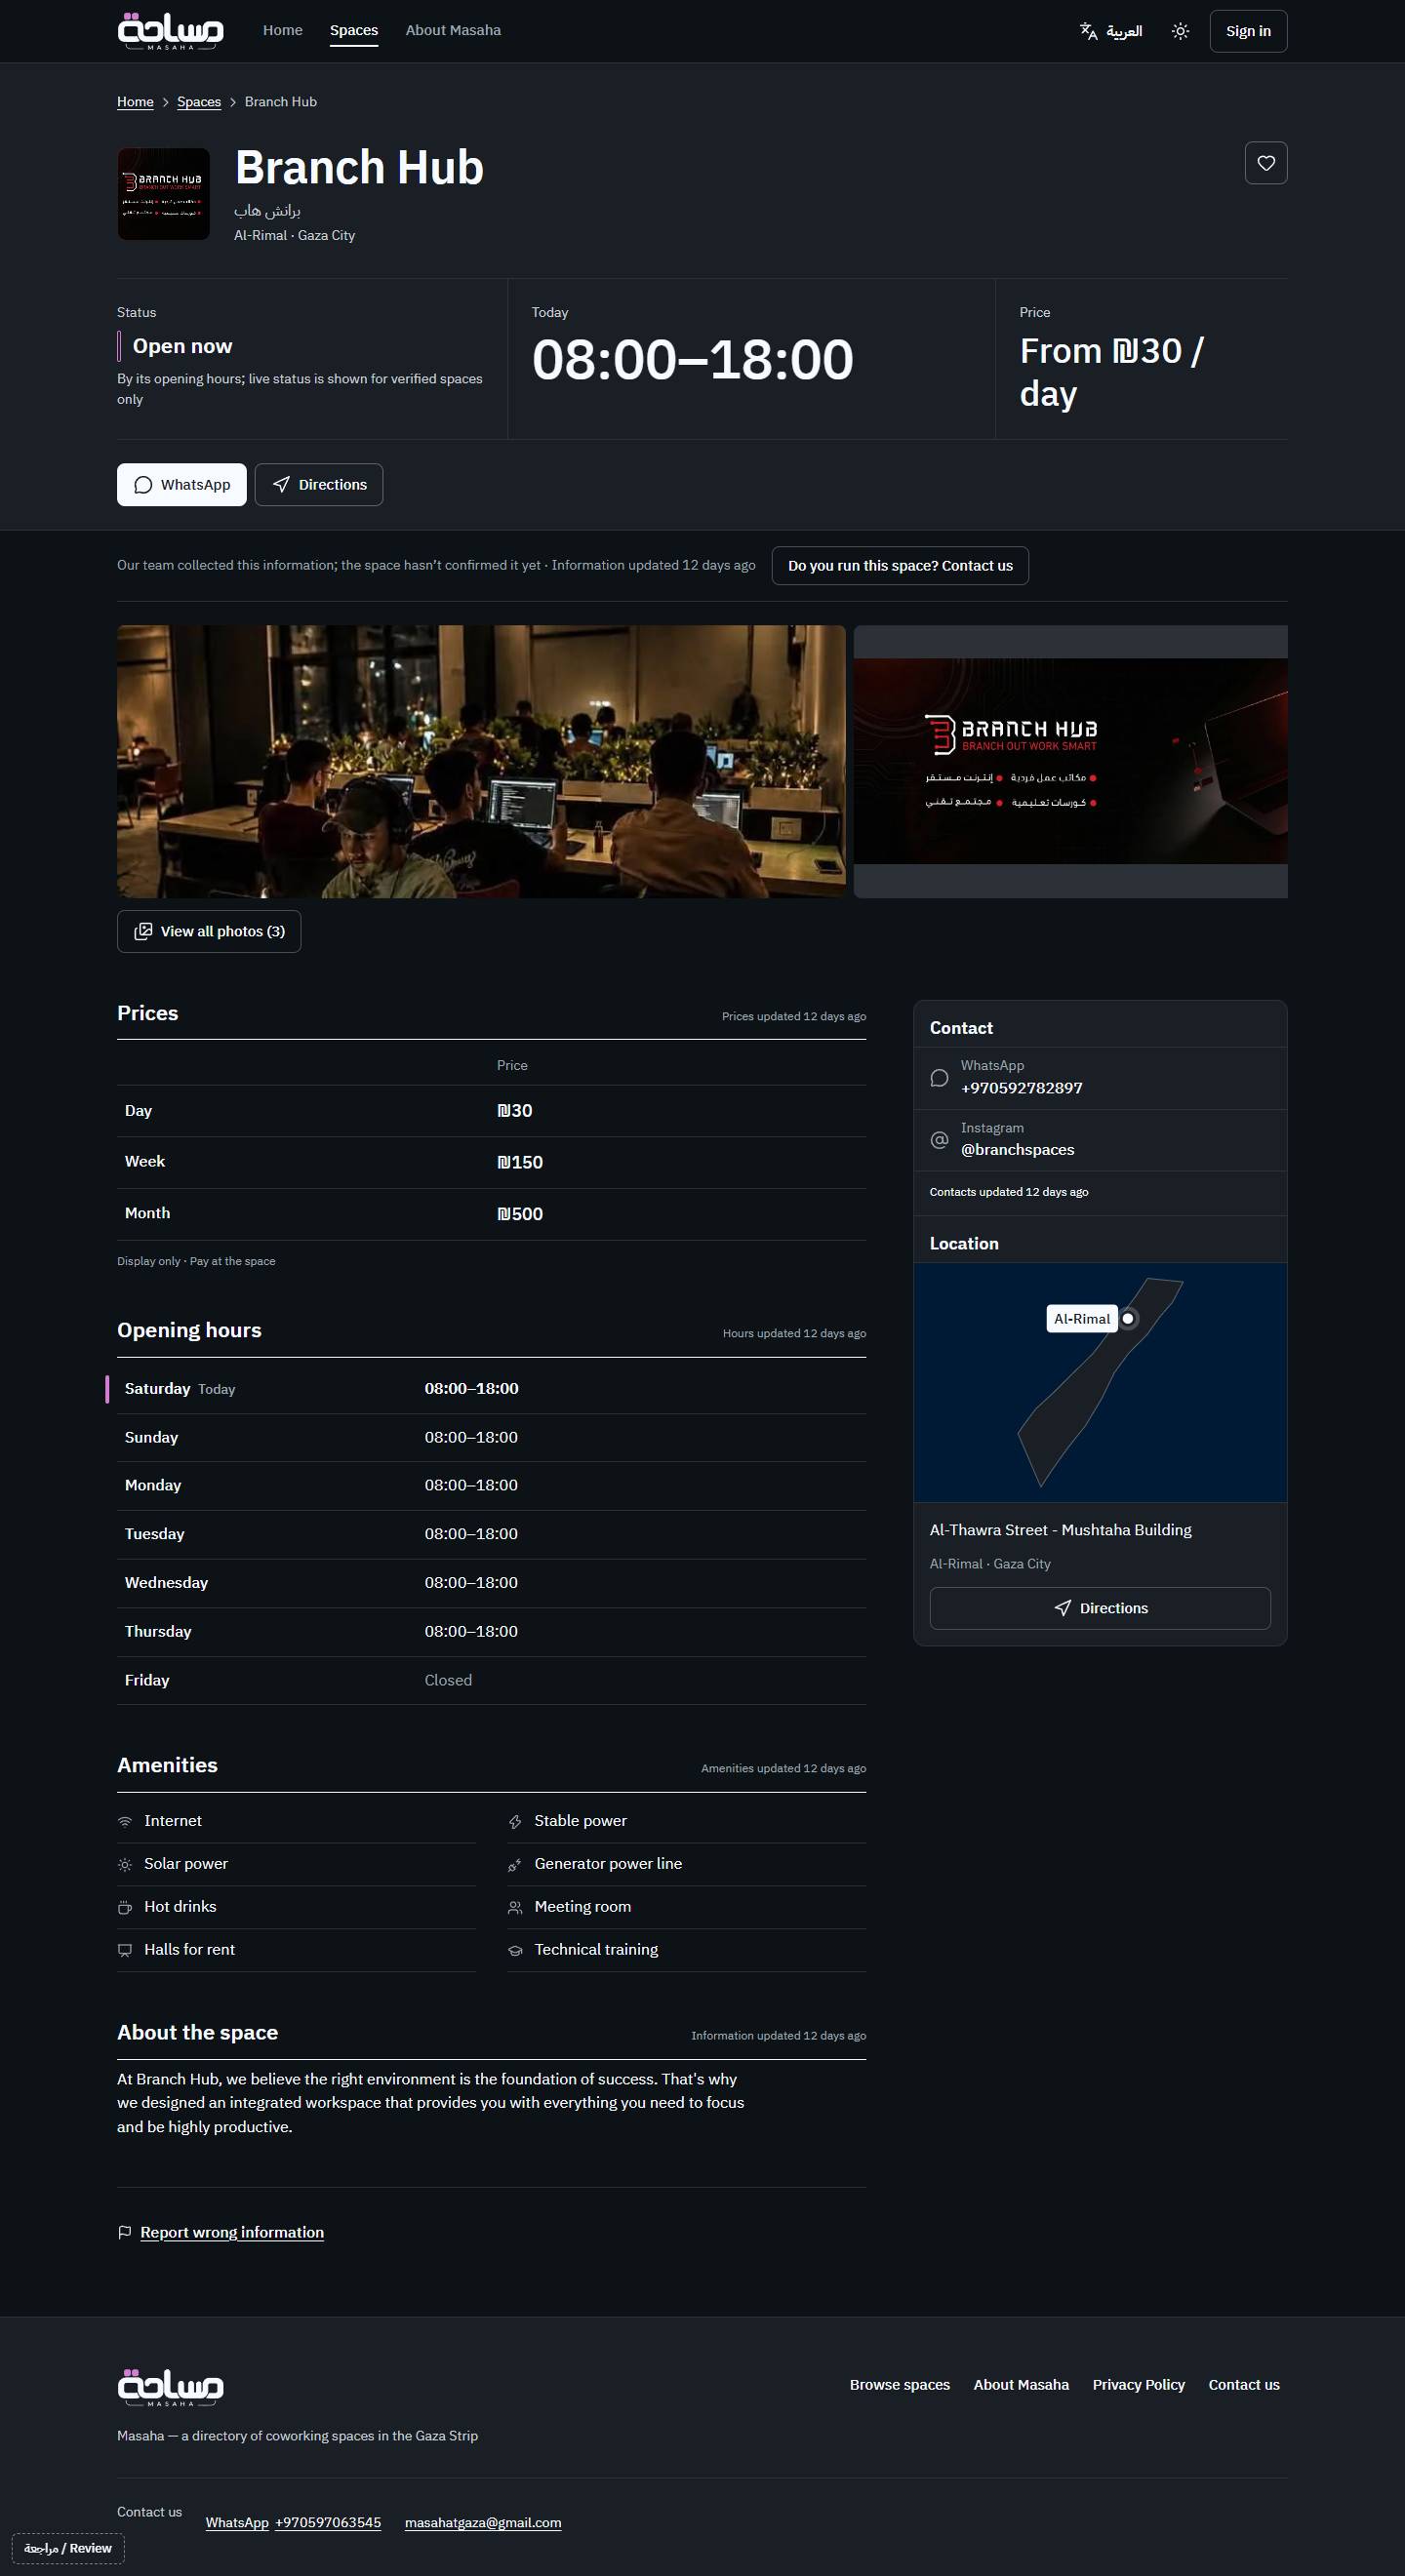 مساحة
MASAHA
Home
Spaces
About Masaha
العربية
Sign in
Home
Spaces
Branch Hub
BRANCH HUB
Branch Hub
برانش هاب
Al-Rimal · Gaza City
Status
Open now
By its opening hours; live status is shown for verified spaces
only
Today
08:00–18:00
Price
From ₪30 /
day
WhatsApp
Directions
Our team collected this information; the space hasn’t confirmed it yet · Information updated 12 days ago
Do you run this space? Contact us
BRANCH HUB
BRANCH OUT WORK SMART
مكاتب عمل فردية
إنترنت مستقر
كورسات تعليمية
مجتمع تقني
View all photos (3)
Prices
Prices updated 12 days ago
Price
Day ₪30
Week ₪150
Month ₪500
Display only · Pay at the space
Opening hours
Hours updated 12 days ago
Saturday Today 08:00–18:00
Sunday 08:00–18:00
Monday 08:00–18:00
Tuesday 08:00–18:00
Wednesday 08:00–18:00
Thursday 08:00–18:00
Friday Closed
Amenities
Amenities updated 12 days ago
Internet
Stable power
Solar power
Generator power line
Hot drinks
Meeting room
Halls for rent
Technical training
About the space
Information updated 12 days ago
At Branch Hub, we believe the right environment is the foundation of success. That's why
we designed an integrated workspace that provides you with everything you need to focus
and be highly productive.
Report wrong information
Contact
WhatsApp
+970592782897
Instagram
@branchspaces
Contacts updated 12 days ago
Location
Al-Rimal
Al-Thawra Street - Mushtaha Building
Al-Rimal · Gaza City
Directions
مساحة
MASAHA
Browse spaces
About Masaha
Privacy Policy
Contact us
Masaha — a directory of coworking spaces in the Gaza Strip
Contact us
WhatsApp +970597063545
masahatgaza@gmail.com
مراجعة / Review